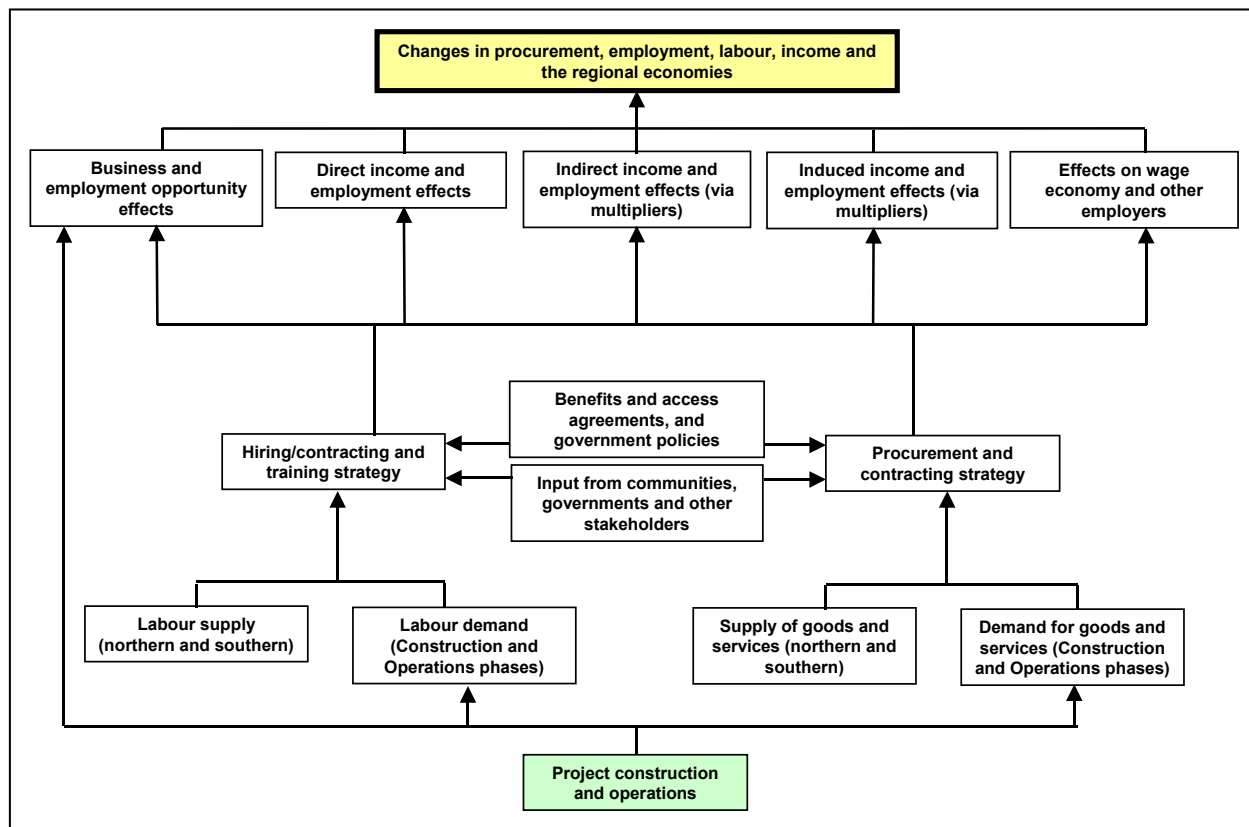 Changes in procurement, employment, labour, income and
the regional economies
Business and
employment opportunity
effects
Direct income and
employment effects
Indirect income and
employment effects (via
multipliers)
Induced income and
employment effects (via
multipliers)
Effects on wage
economy and other
employers
Benefits and access
agreements, and
government policies
Hiring/contracting and
training strategy
Procurement and
contracting strategy
Input from communities,
governments and other
stakeholders
Labour supply
(northern and southern)
Labour demand
(Construction and
Operations phases)
Supply of goods and
services (northern and
southern)
Demand for goods and
services (Construction
and Operations phases)
Project construction
and operations